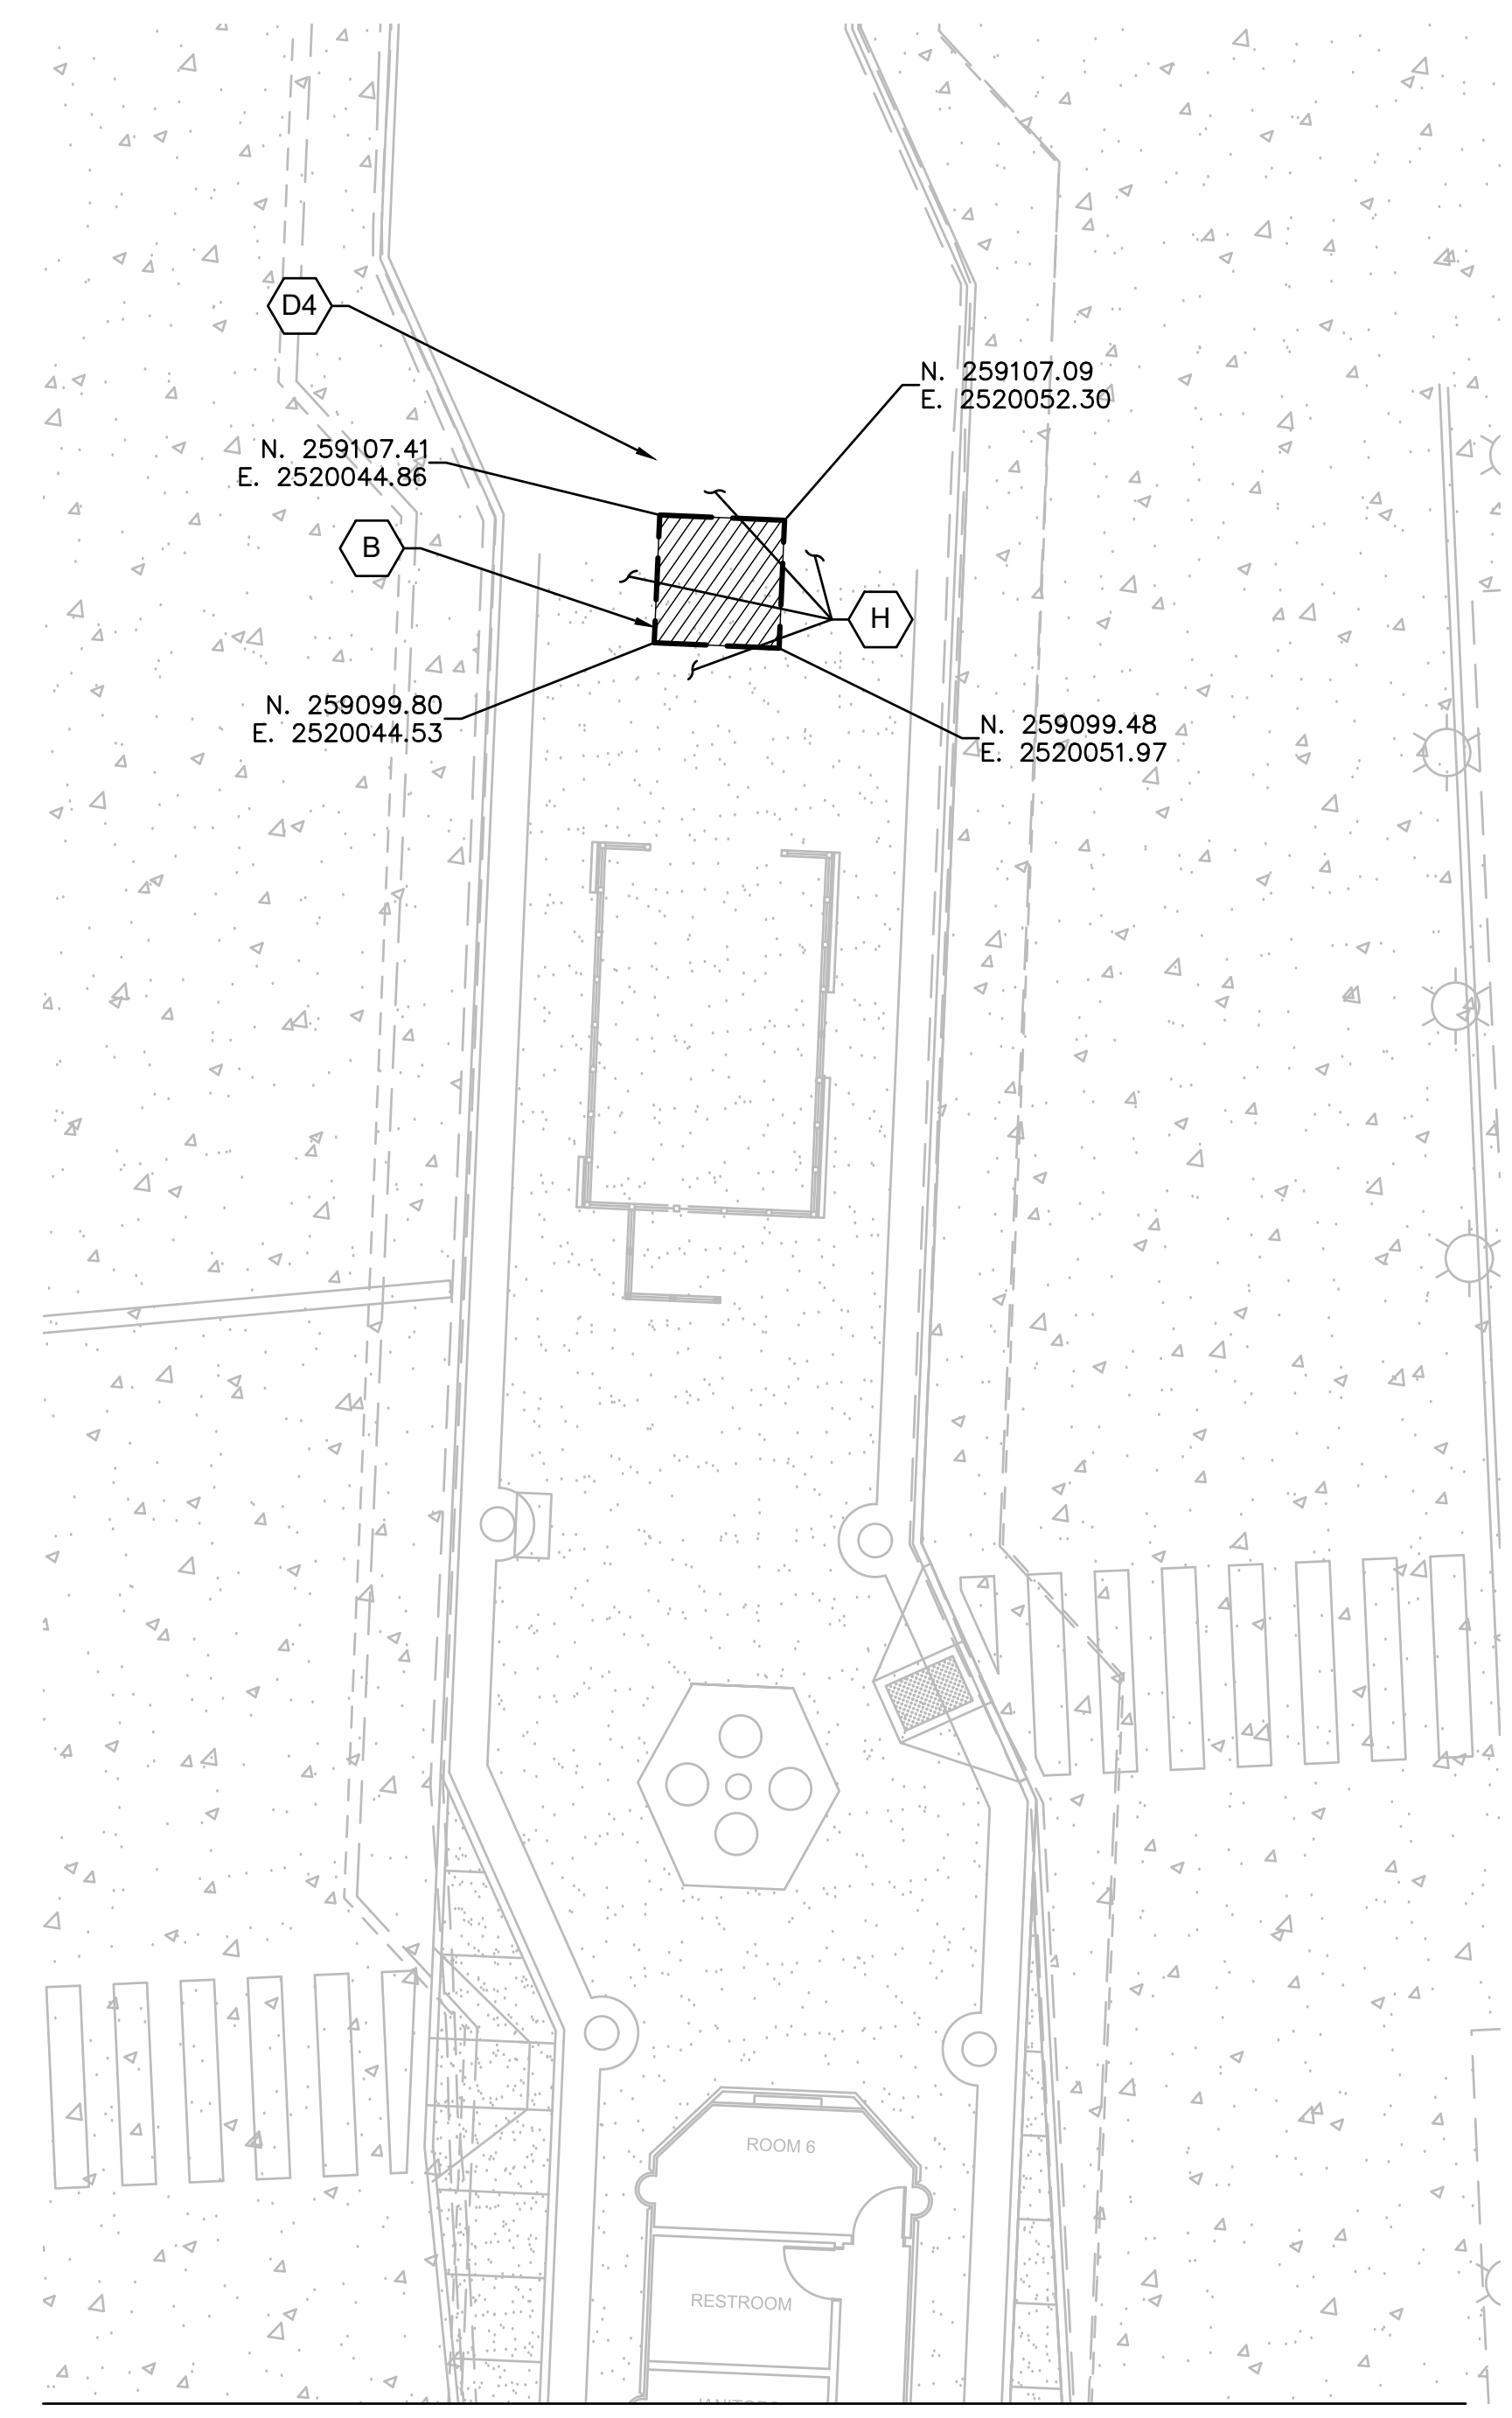 D4
N. 259107.09
E. 2520052.30
N. 259107.41
E. 2520044.86
B
H
N. 259099.80
E. 2520044.53
N. 259099.48
E. 2520051.97
ROOM 6
RESTROOM